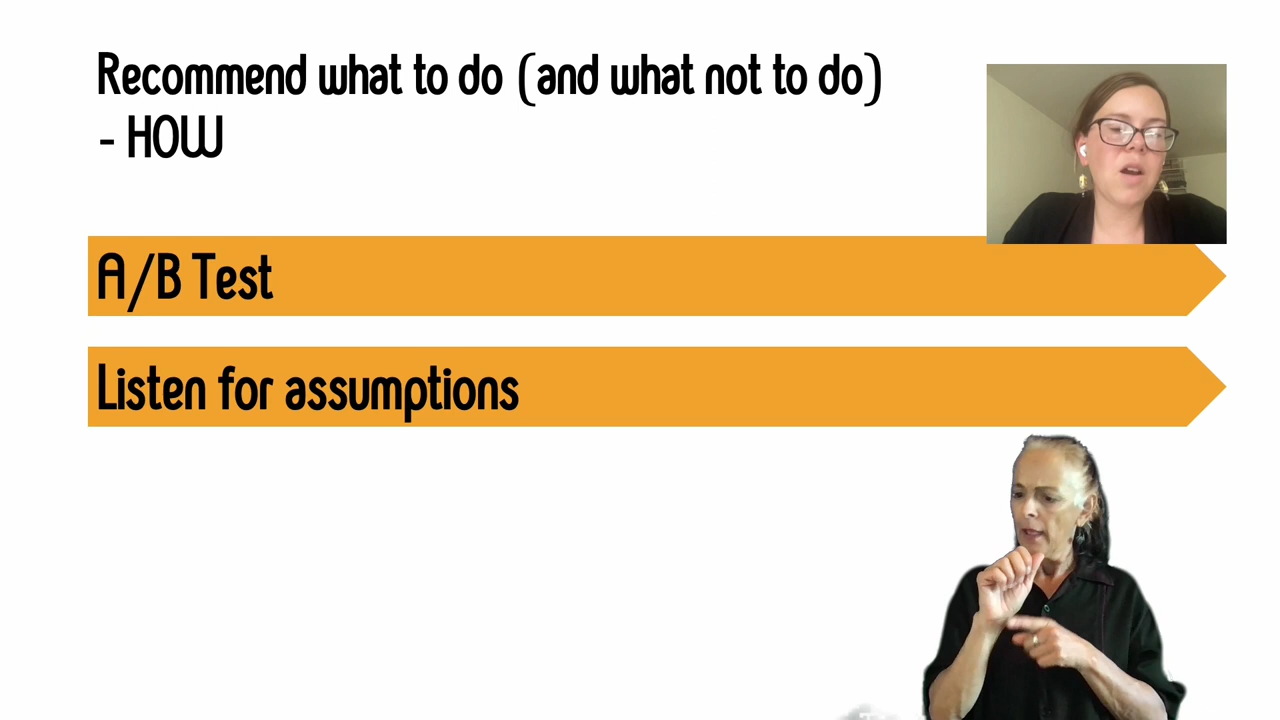 Recommend what to do (and what not to do)
- HOW
A/B Test
Listen for assumptions